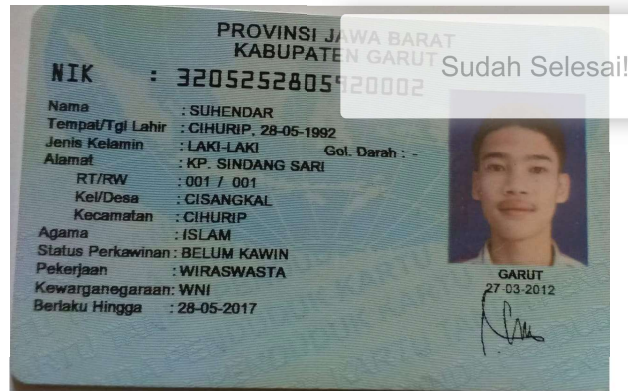 PROVINSI JAWA BARAT
KABUPATEN GARUT
Sudah Selesai!
NIK : 3205252805920002
Nama : SUHENDAR
Tempat/Tgl Lahir : CIHURIP, 28-05-1992
Jenis Kelamin : LAKI-LAKI Gol. Darah : -
Alamat : KP. SINDANG SARI
RT/RW : 001 / 001
Kel/Desa : CISANGKAL
Kecamatan : CIHURIP
Agama : ISLAM
Status Perkawinan : BELUM KAWIN
Pekerjaan : WIRASWASTA
Kewarganegaraan : WNI
Berlaku Hingga : 28-05-2017
GARUT
27-03-2012